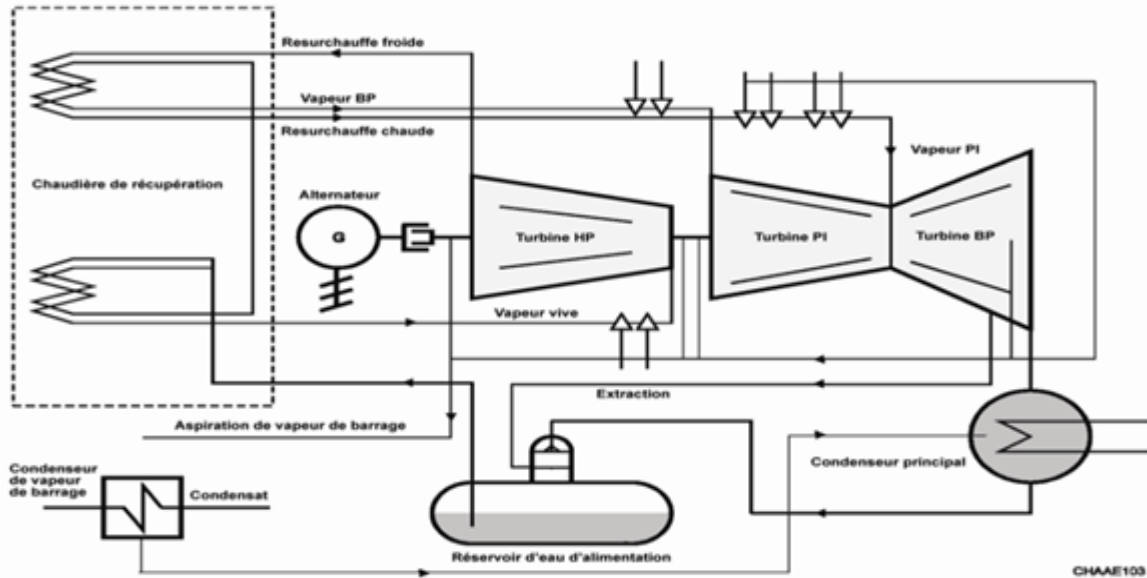 Resurchauffe froide
Vapeur BP
Resurchauffe chaude
Vapeur PI
Chaudière de récupération
Alternateur
G
Turbine HP
Turbine PI
Turbine BP
Vapeur vive
Extraction
Aspiration de vapeur de barrage
Condenseur principal
Condenseur
de vapeur
de barrage
Condensat
Réservoir d'eau d'alimentation
CHAAE103